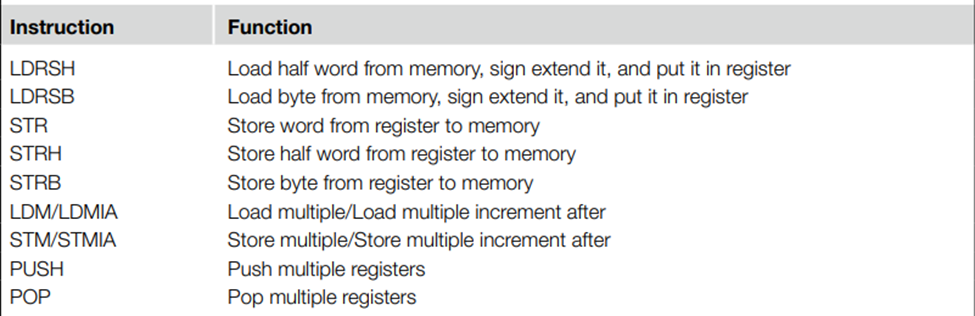 Instruction Function
LDRSH Load half word from memory, sign extend it, and put it in register
LDRSB Load byte from memory, sign extend it, and put it in register
STR Store word from register to memory
STRH Store half word from register to memory
STRB Store byte from register to memory
LDM/LDMIA Load multiple/Load multiple increment after
STM/STMIA Store multiple/Store multiple increment after
PUSH Push multiple registers
POP Pop multiple registers